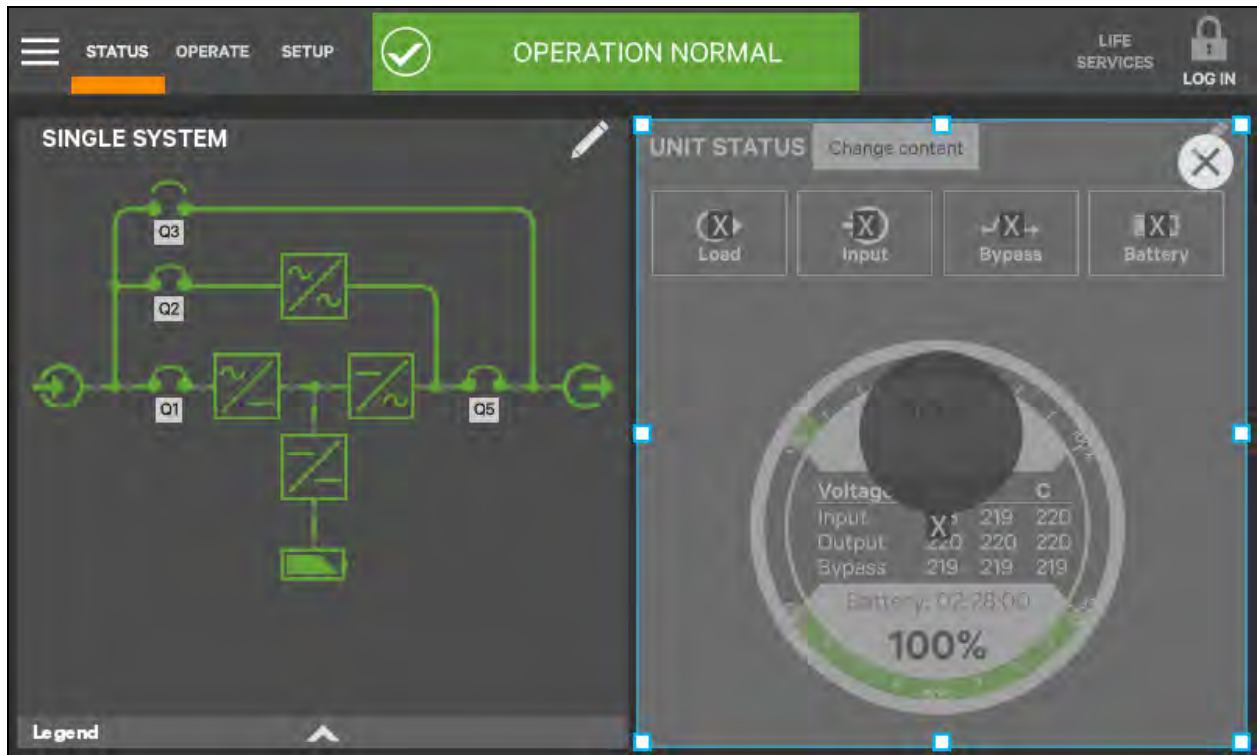 STATUS OPERATE SETUP OPERATION NORMAL LIFE
SERVICES
LOG IN
SINGLE SYSTEM
Q3
Q2
Q1 Q5
Legend
UNIT STATUS Change content
X X X X
Load Input Bypass Battery
Voltage C
Input 219 220
X
Output 220 220 220
Bypass 219 219 219
Battery: 02:28:00
100%